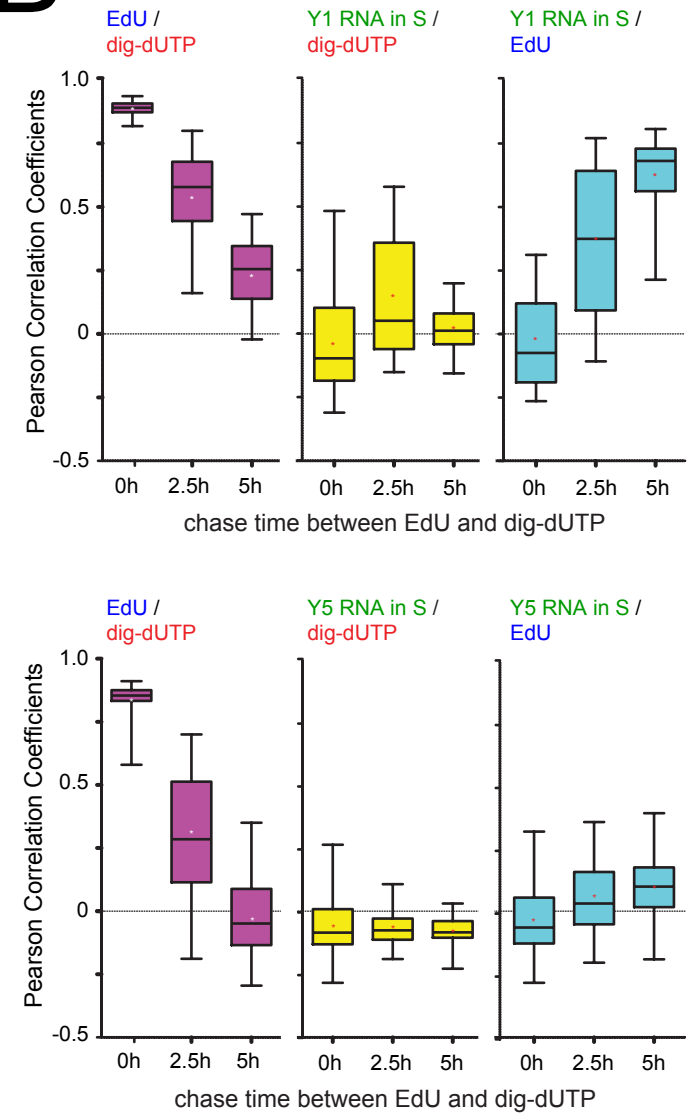 EdU /
dig-dUTP
Y1 RNA in S /
dig-dUTP
Y1 RNA in S /
EdU
Pearson Correlation Coefficients
1.0
0.5
0
-0.5
0h 2.5h 5h
0h 2.5h 5h
0h 2.5h 5h
chase time between EdU and dig-dUTP
EdU /
dig-dUTP
Y5 RNA in S /
dig-dUTP
Y5 RNA in S /
EdU
Pearson Correlation Coefficients
1.0
0.5
0
-0.5
0h 2.5h 5h
0h 2.5h 5h
0h 2.5h 5h
chase time between EdU and dig-dUTP